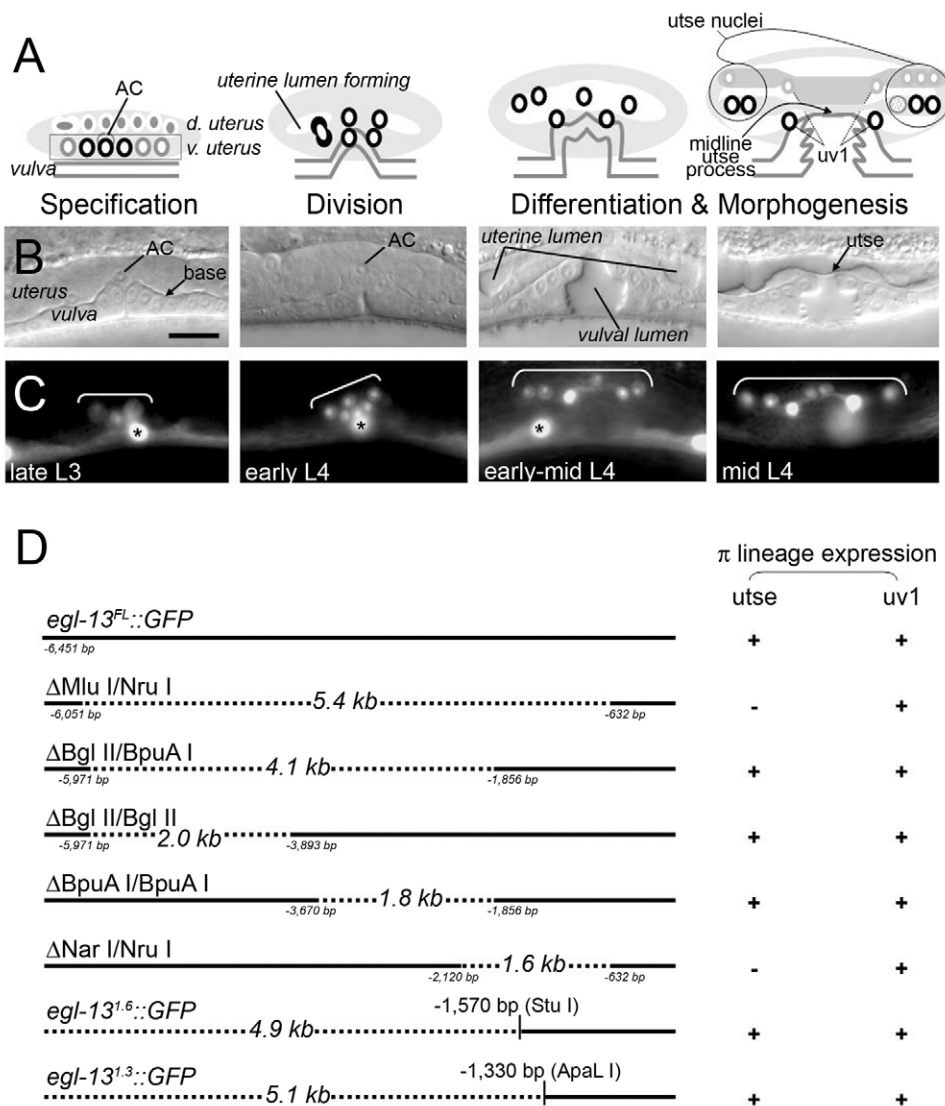 A
AC
uterine lumen forming
d. uterus
v. uterus
vulva
utse nuclei
midline
utse
process
uv1
Specification
Division
Differentiation & Morphogenesis
B
AC
base
uterus
vulva
AC
uterine lumen
vulval lumen
utse
C
*
late L3
*
early L4
*
early-mid L4
mid L4
D
π lineage expression
utse uv1
egl-13FL::GFP
-6,451 bp
+ +
ΔMlu I/Nru I
5.4 kb
-6,051 bp -632 bp
- +
ΔBgl II/BpuA I
4.1 kb
-5,971 bp -1,856 bp
+ +
ΔBgl II/Bgl II
2.0 kb
-5,971 bp -3,893 bp
+ +
ΔBpuA I/BpuA I
1.8 kb
-3,670 bp -1,856 bp
+ +
ΔNar I/Nru I
1.6 kb
-2,120 bp -632 bp
- +
egl-131.6::GFP
-1,570 bp (Stu I)
4.9 kb
+ +
egl-131.3::GFP
-1,330 bp (ApaL I)
5.1 kb
+ +